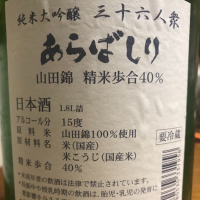 純米大吟醸 三十六人衆
あらばしり
山田錦 精米歩合40%
日本酒 1.8L詰
アルコール分 15度
原料米 山田錦100%使用
原材料名 米(国産)
米こうじ(国産米)
精米歩合 40%
要冷蔵